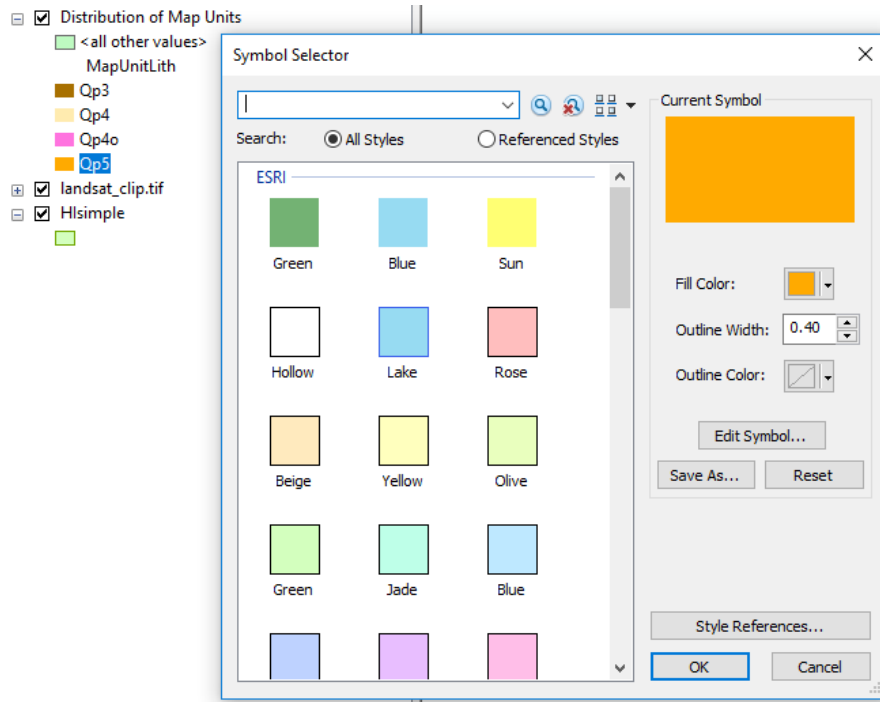 Distribution of Map Units
<all other values>
MapUnitLith
Qp3
Qp4
Qp4o
Qp5
landsat_clip.tif
HIsimple
Symbol Selector
Search: All Styles Referenced Styles
ESRI
Green Blue Sun
Hollow Lake Rose
Beige Yellow Olive
Green Jade Blue
Current Symbol
Fill Color:
Outline Width: 0.40
Outline Color:
Edit Symbol...
Save As... Reset
Style References...
OK Cancel